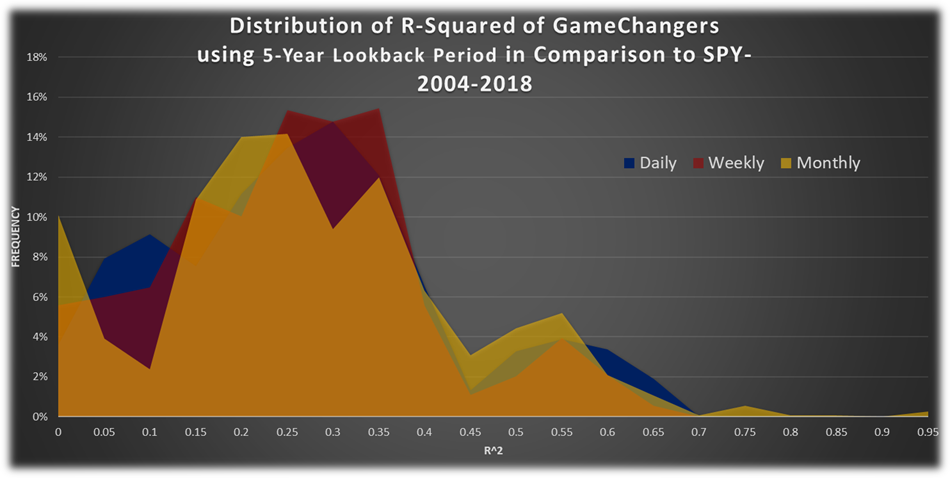 Distribution of R-Squared of GameChangers
using 5-Year Lookback Period in Comparison to SPY-
2004-2018
18%
16%
14%
12%
10%
8%
6%
4%
2%
0%
FREQUENCY
Daily Weekly Monthly
0 0.05 0.1 0.15 0.2 0.25 0.3 0.35 0.4 0.45 0.5 0.55 0.6 0.65 0.7 0.75 0.8 0.85 0.9 0.95
R^2